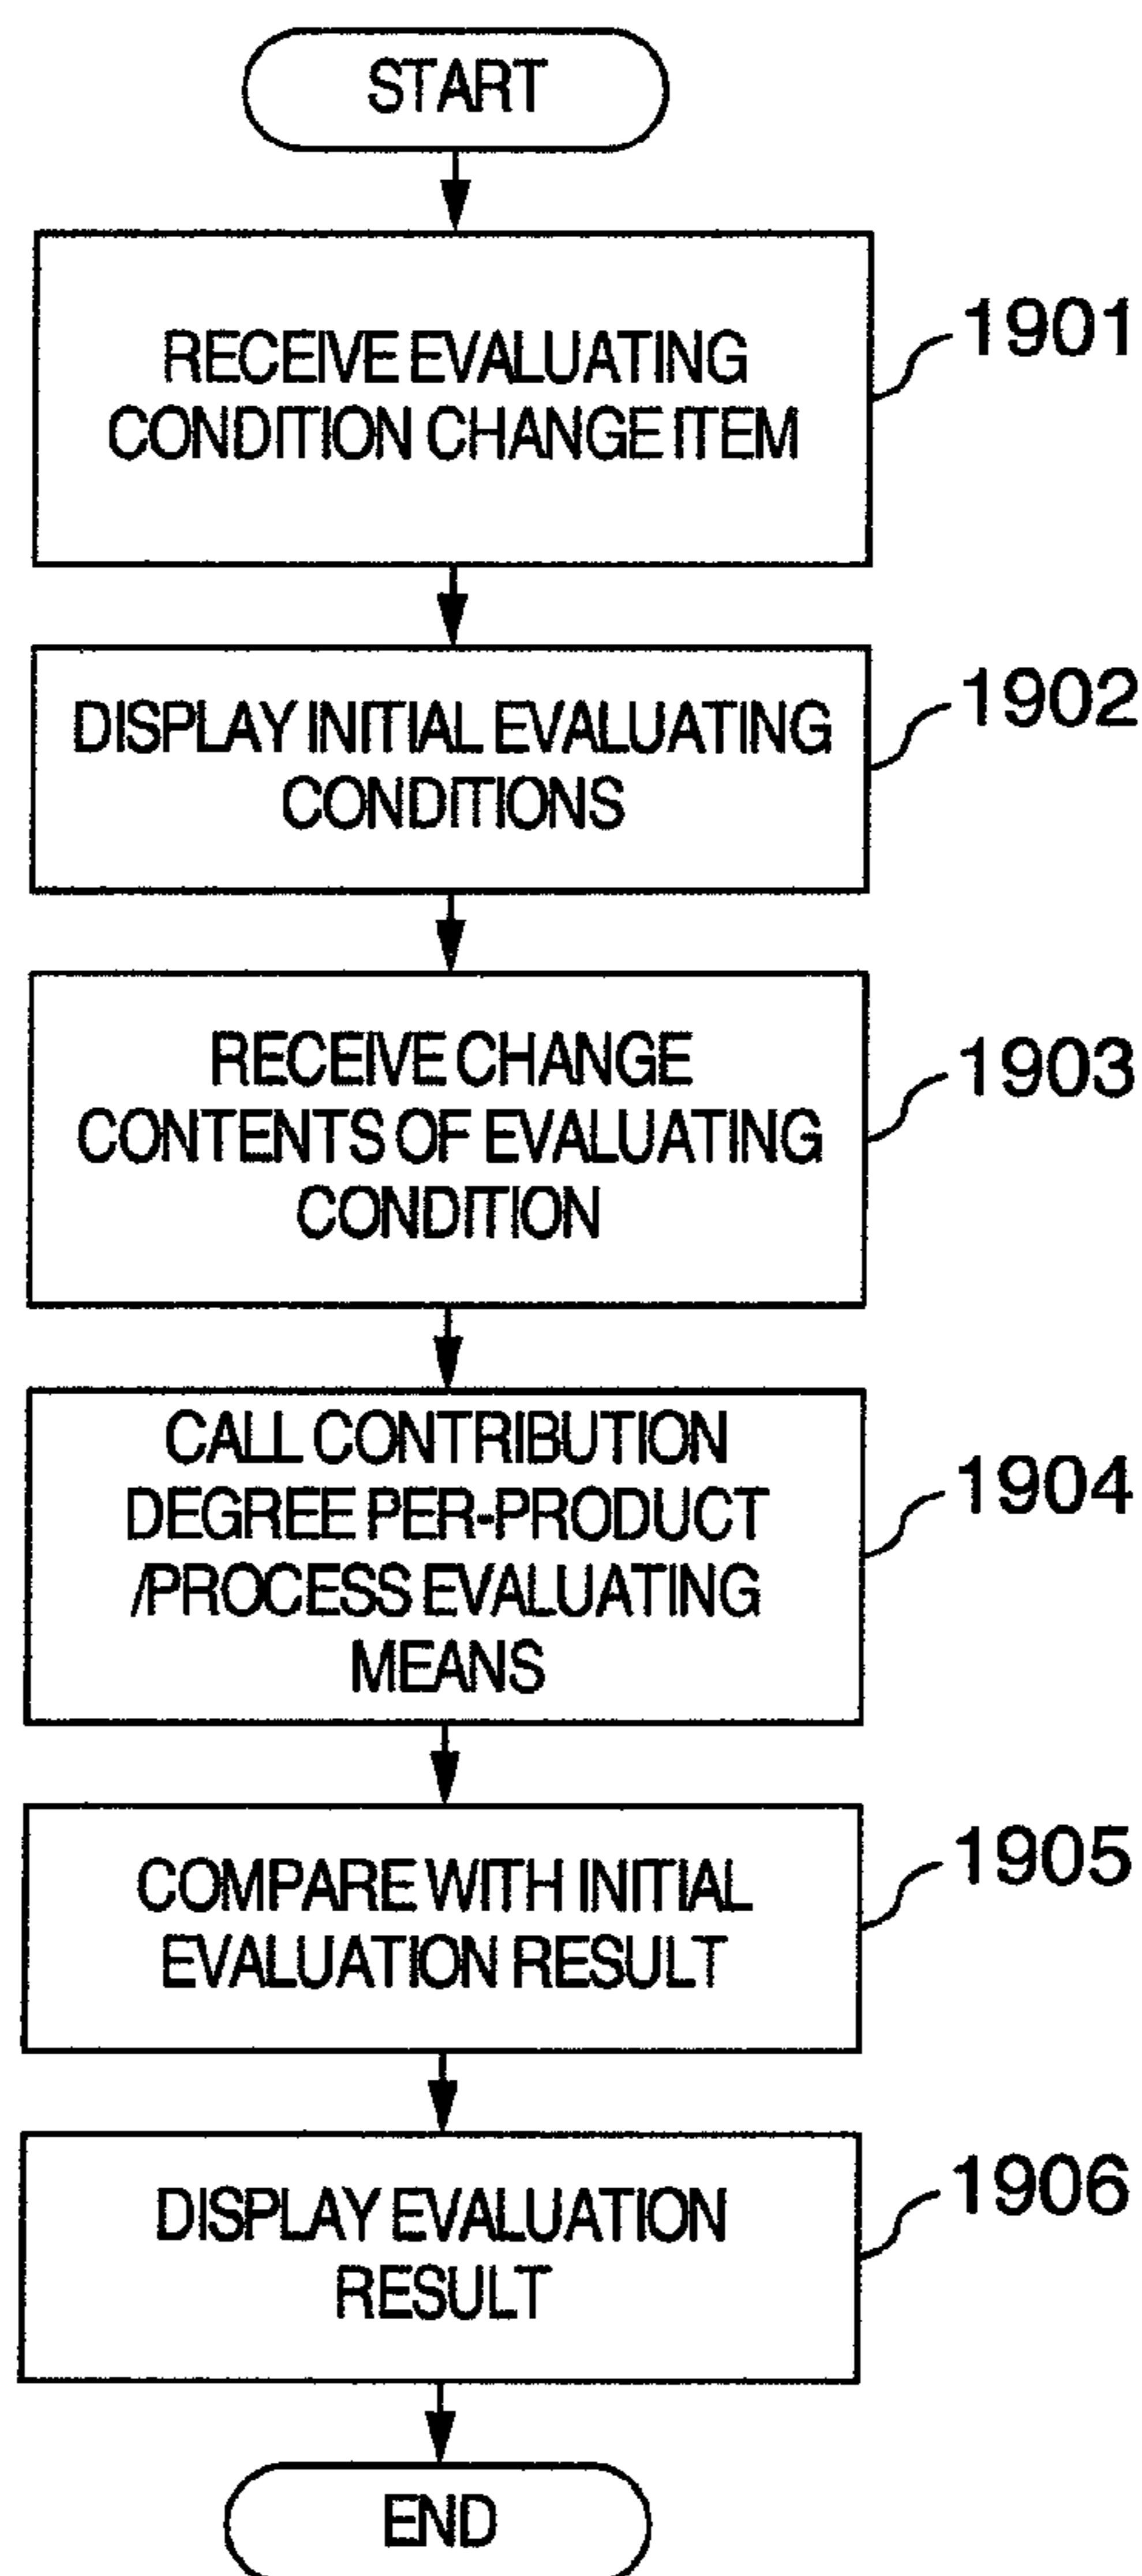 START
RECEIVE EVALUATING
CONDITION CHANGE ITEM
1901
DISPLAY INITIAL EVALUATING
CONDITIONS
1902
RECEIVE CHANGE
CONTENTS OF EVALUATING
CONDITION
1903
CALL CONTRIBUTION
DEGREE PER-PRODUCT
/PROCESS EVALUATING
MEANS
1904
COMPARE WITH INITIAL
EVALUATION RESULT
1905
DISPLAY EVALUATION
RESULT
1906
END